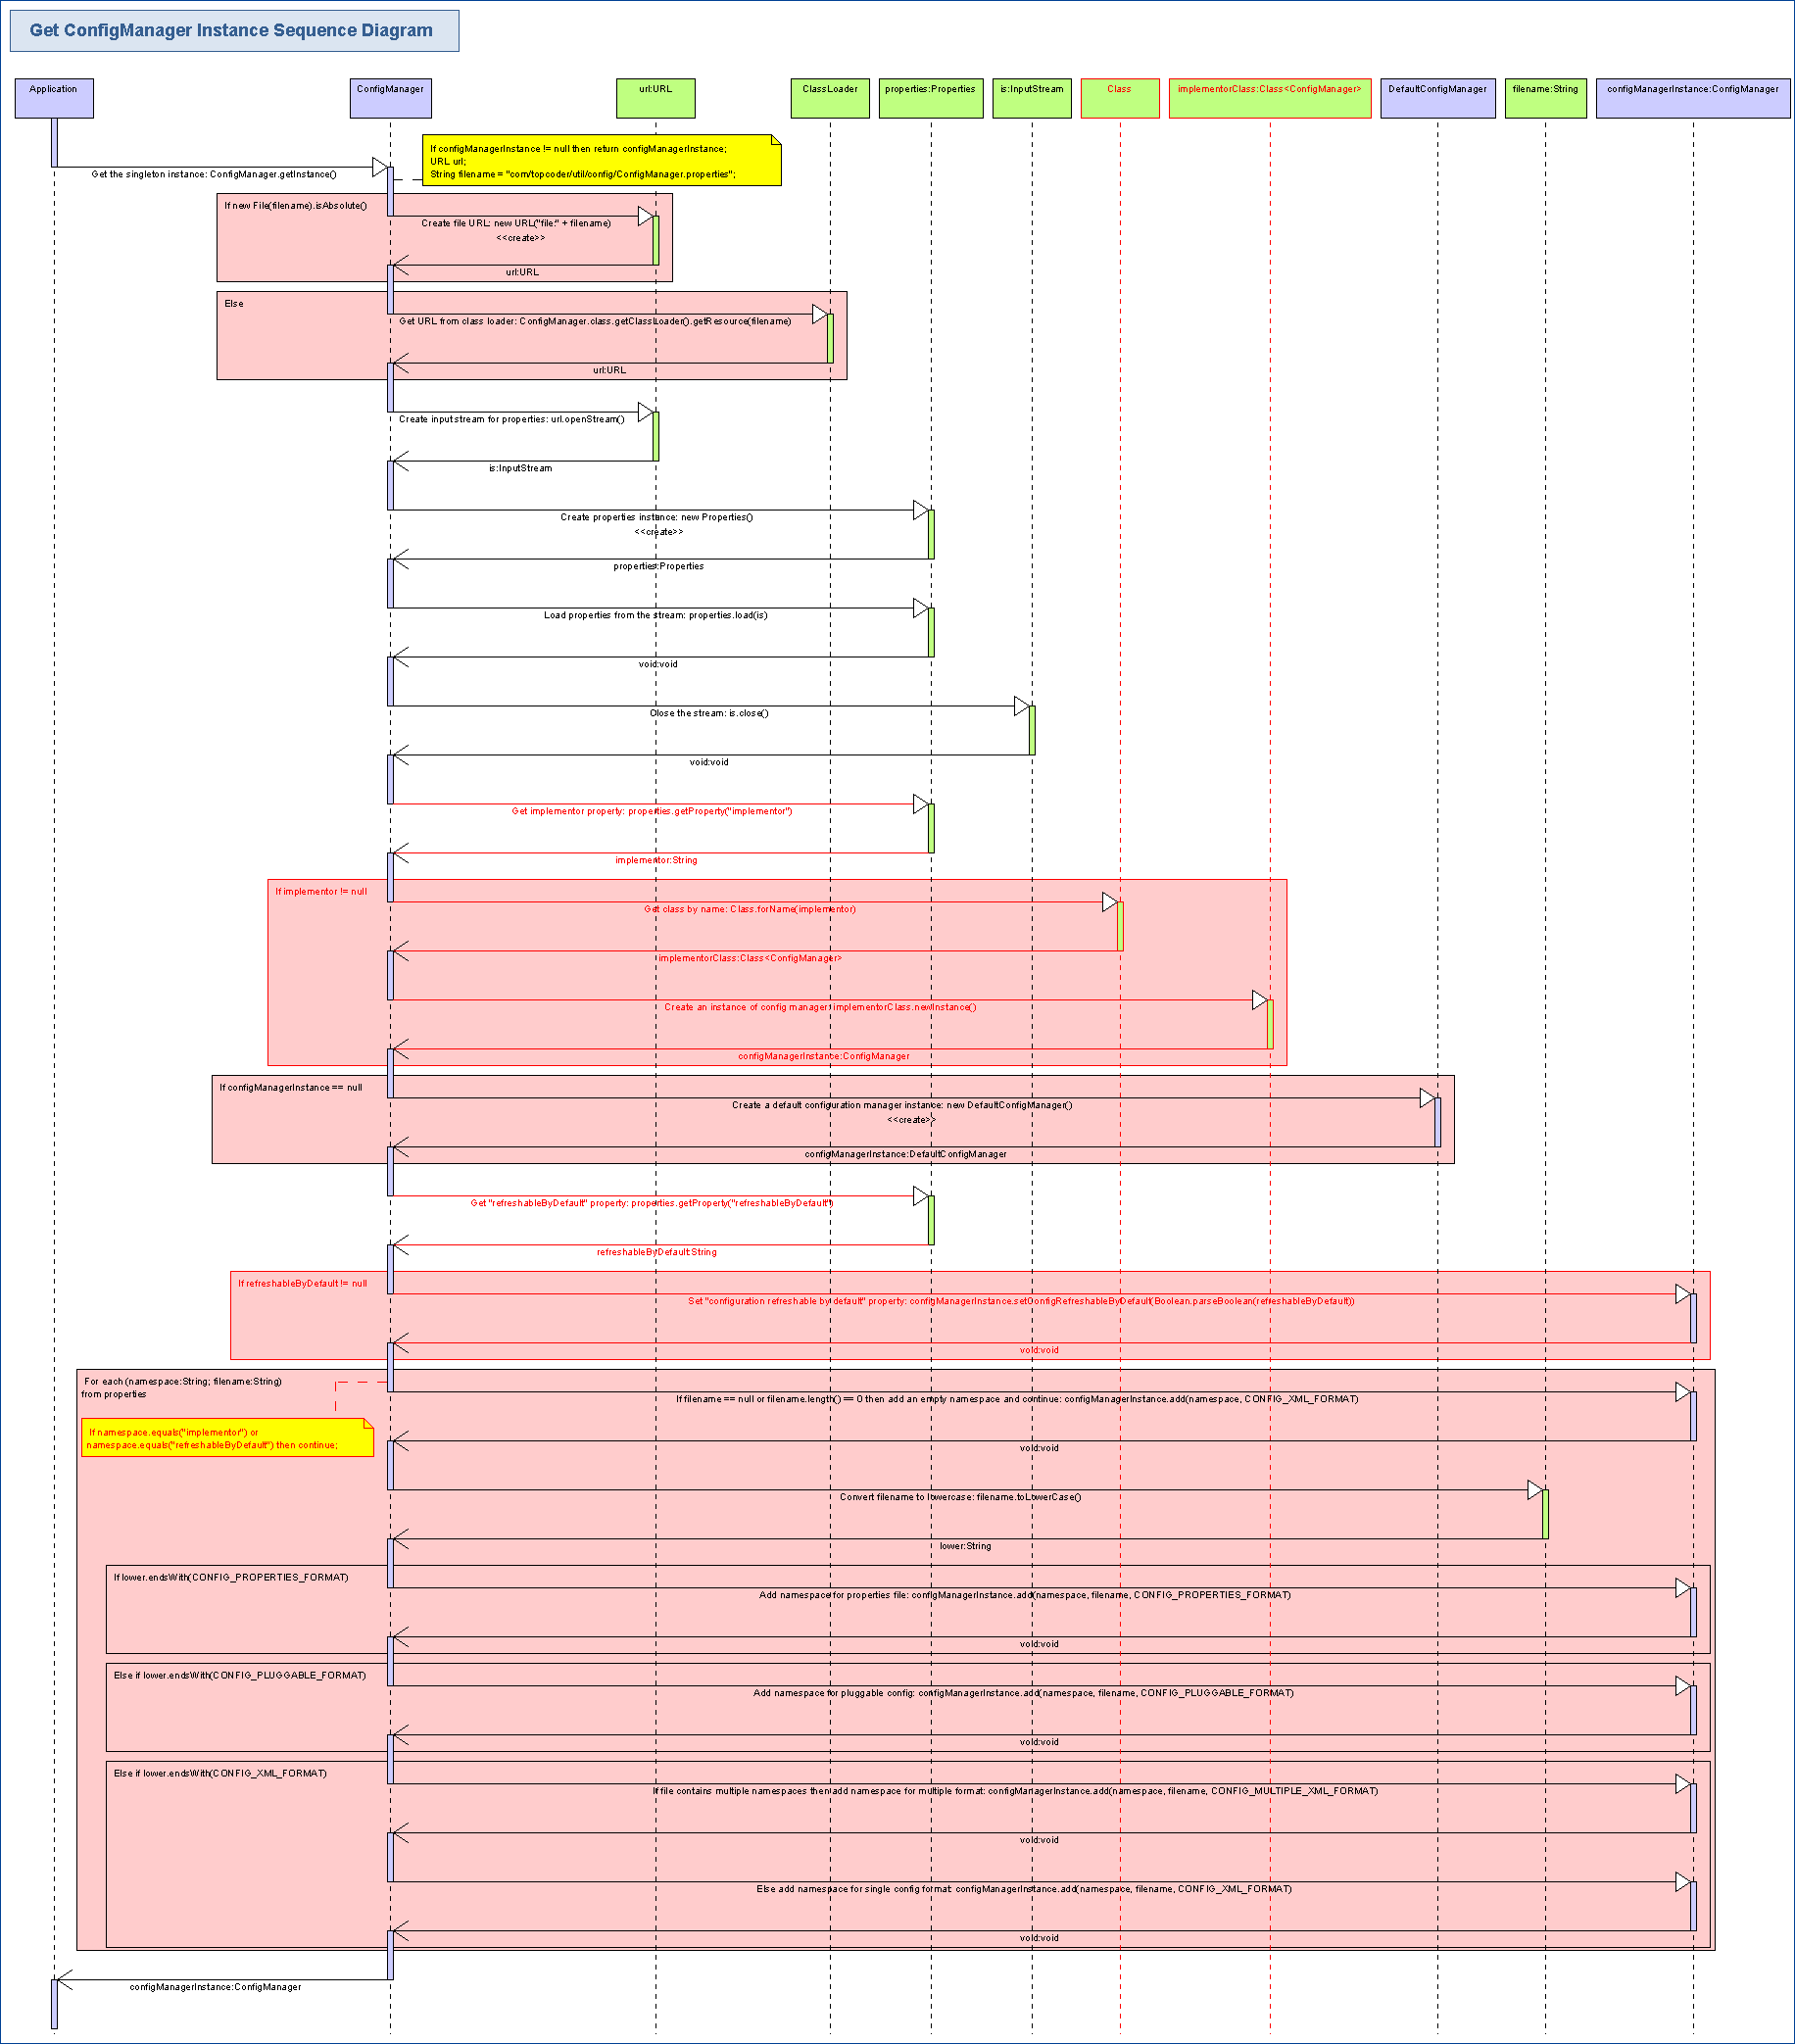 Get ConfigManager Instance Sequence Diagram
Application
ConfigManager
url:URL
ClassLoader
properties:Properties
is:InputStream
Class
implementorClass:Class<ConfigManager>
DefaultConfigManager
filename:String
configManagerInstance:ConfigManager
If configManagerInstance != null then return configManagerInstance;
URL url;
String filename = "com/topcoder/util/config/ConfigManager.properties";
Get the singleton instance: ConfigManager.getInstance()
If new File(filename).isAbsolute()
Create file URL: new URL("file:" + filename)
<<create>>
url:URL
Else
Get URL from class loader: ConfigManager.class.getClassLoader().getResource(filename)
url:URL
Create input stream for properties: url.openStream()
is:InputStream
Create properties instance: new Properties()
<<create>>
properties:Properties
Load properties from the stream: properties.load(is)
void:void
Close the stream: is.close()
void:void
Get implementor property: properties.getProperty("implementor")
implementor:String
If implementor != null
Get class by name: Class.forName(implementor)
implementorClass:Class<ConfigManager>
Create an instance of config manager: implementorClass.newInstance()
configManagerInstance:ConfigManager
If configManagerInstance == null
Create a default configuration manager instance: new DefaultConfigManager()
<<create>>
configManagerInstance:DefaultConfigManager
Get "refreshableByDefault" property: properties.getProperty("refreshableByDefault")
refreshableByDefault:String
If refreshableByDefault != null
Set "configuration refreshable by default" property: configManagerInstance.setConfigRefreshableByDefault(Boolean.parseBoolean(refreshableByDefault))
void:void
For each (namespace:String; filename:String)
from properties
If filename == null or filename.length() == 0 then add an empty namespace and continue: configManagerInstance.add(namespace, CONFIG_XML_FORMAT)
If namespace.equals("implementor") or
namespace.equals("refreshableByDefault") then continue;
void:void
Convert filename to lowercase: filename.toLowerCase()
lower:String
If lower.endsWith(CONFIG_PROPERTIES_FORMAT)
Add namespace for properties file: configManagerInstance.add(namespace, filename, CONFIG_PROPERTIES_FORMAT)
void:void
Else if lower.endsWith(CONFIG_PLUGGABLE_FORMAT)
Add namespace for pluggable config: configManagerInstance.add(namespace, filename, CONFIG_PLUGGABLE_FORMAT)
void:void
Else if lower.endsWith(CONFIG_XML_FORMAT)
If file contains multiple namespaces then add namespace for multiple format: configManagerInstance.add(namespace, filename, CONFIG_MULTIPLE_XML_FORMAT)
void:void
Else add namespace for single config format: configManagerInstance.add(namespace, filename, CONFIG_XML_FORMAT)
void:void
configManagerInstance:ConfigManager